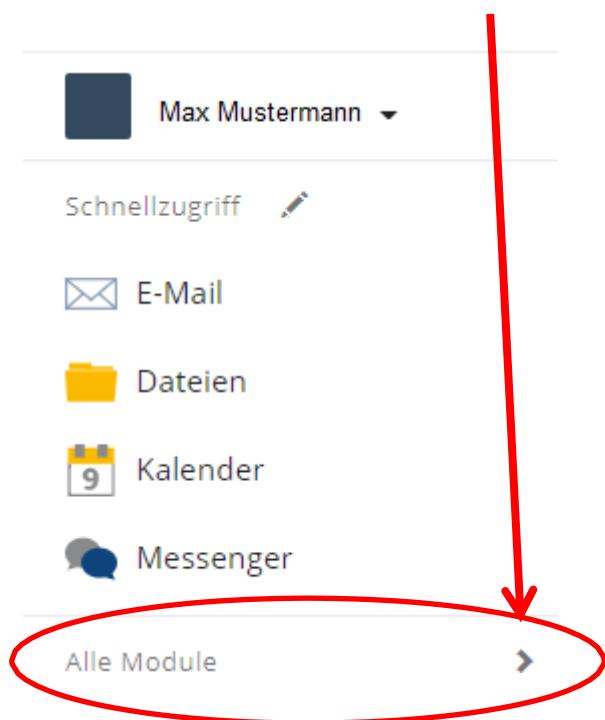 Max Mustermann
Schnellzugriff
E-Mail
Dateien
9
Kalender
Messenger
Alle Module